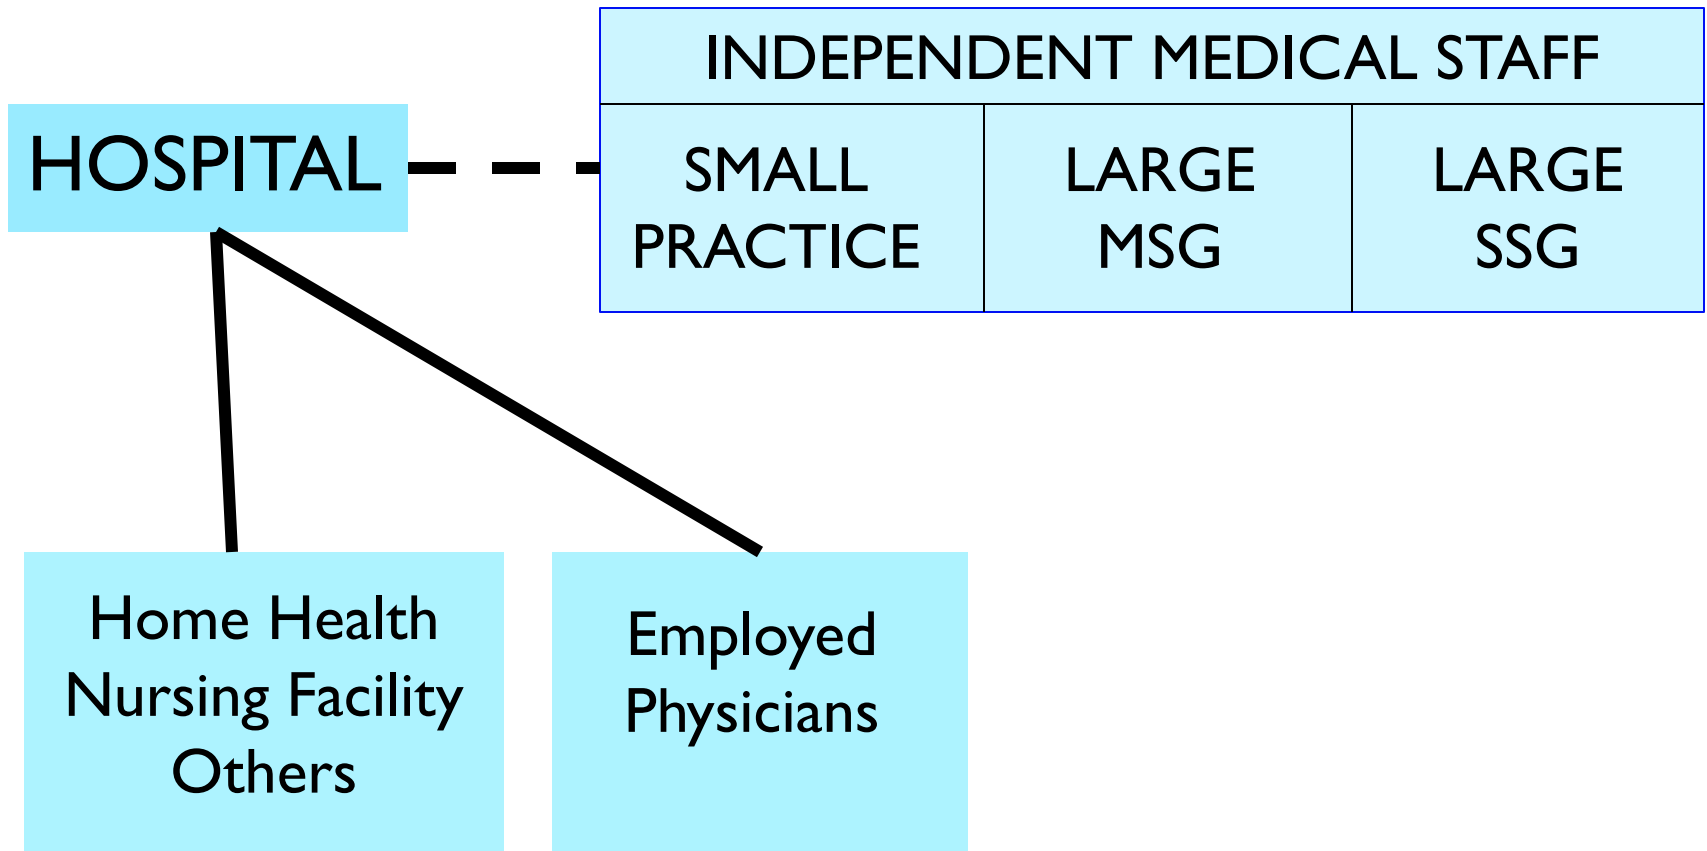 INDEPENDENT MEDICAL STAFF
HOSPITAL
SMALL
PRACTICE
LARGE
MSG
LARGE
SSG
Home Health
Nursing Facility
Others
Employed
Physicians